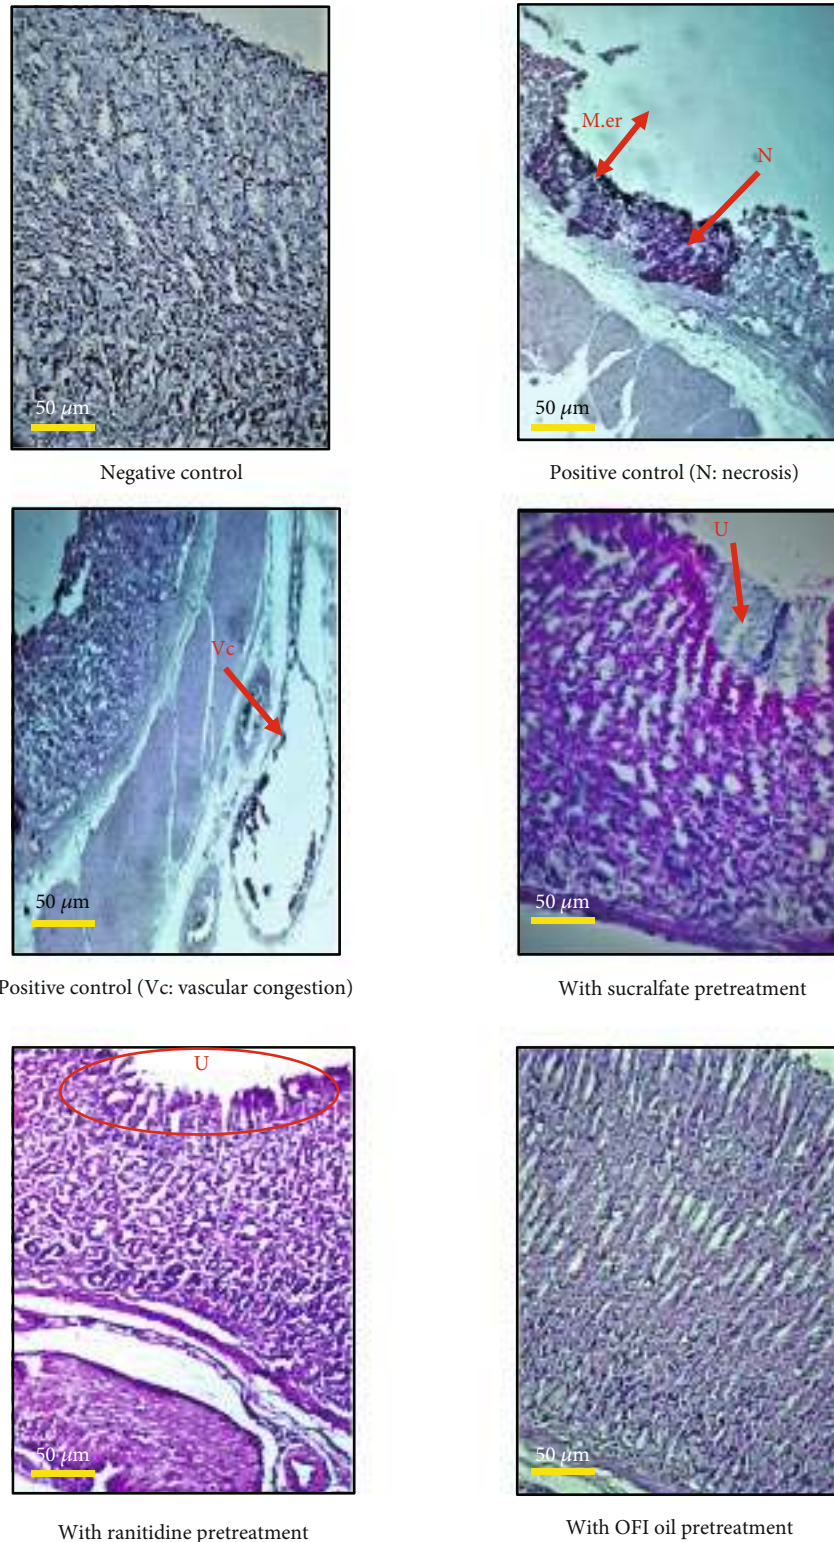 50 μm
Negative control
M.er
N
50 μm
Positive control (N: necrosis)
Vc
50 μm
Positive control (Vc: vascular congestion)
U
50 μm
With sucralfate pretreatment
U
50 μm
With ranitidine pretreatment
50 μm
With OFI oil pretreatment